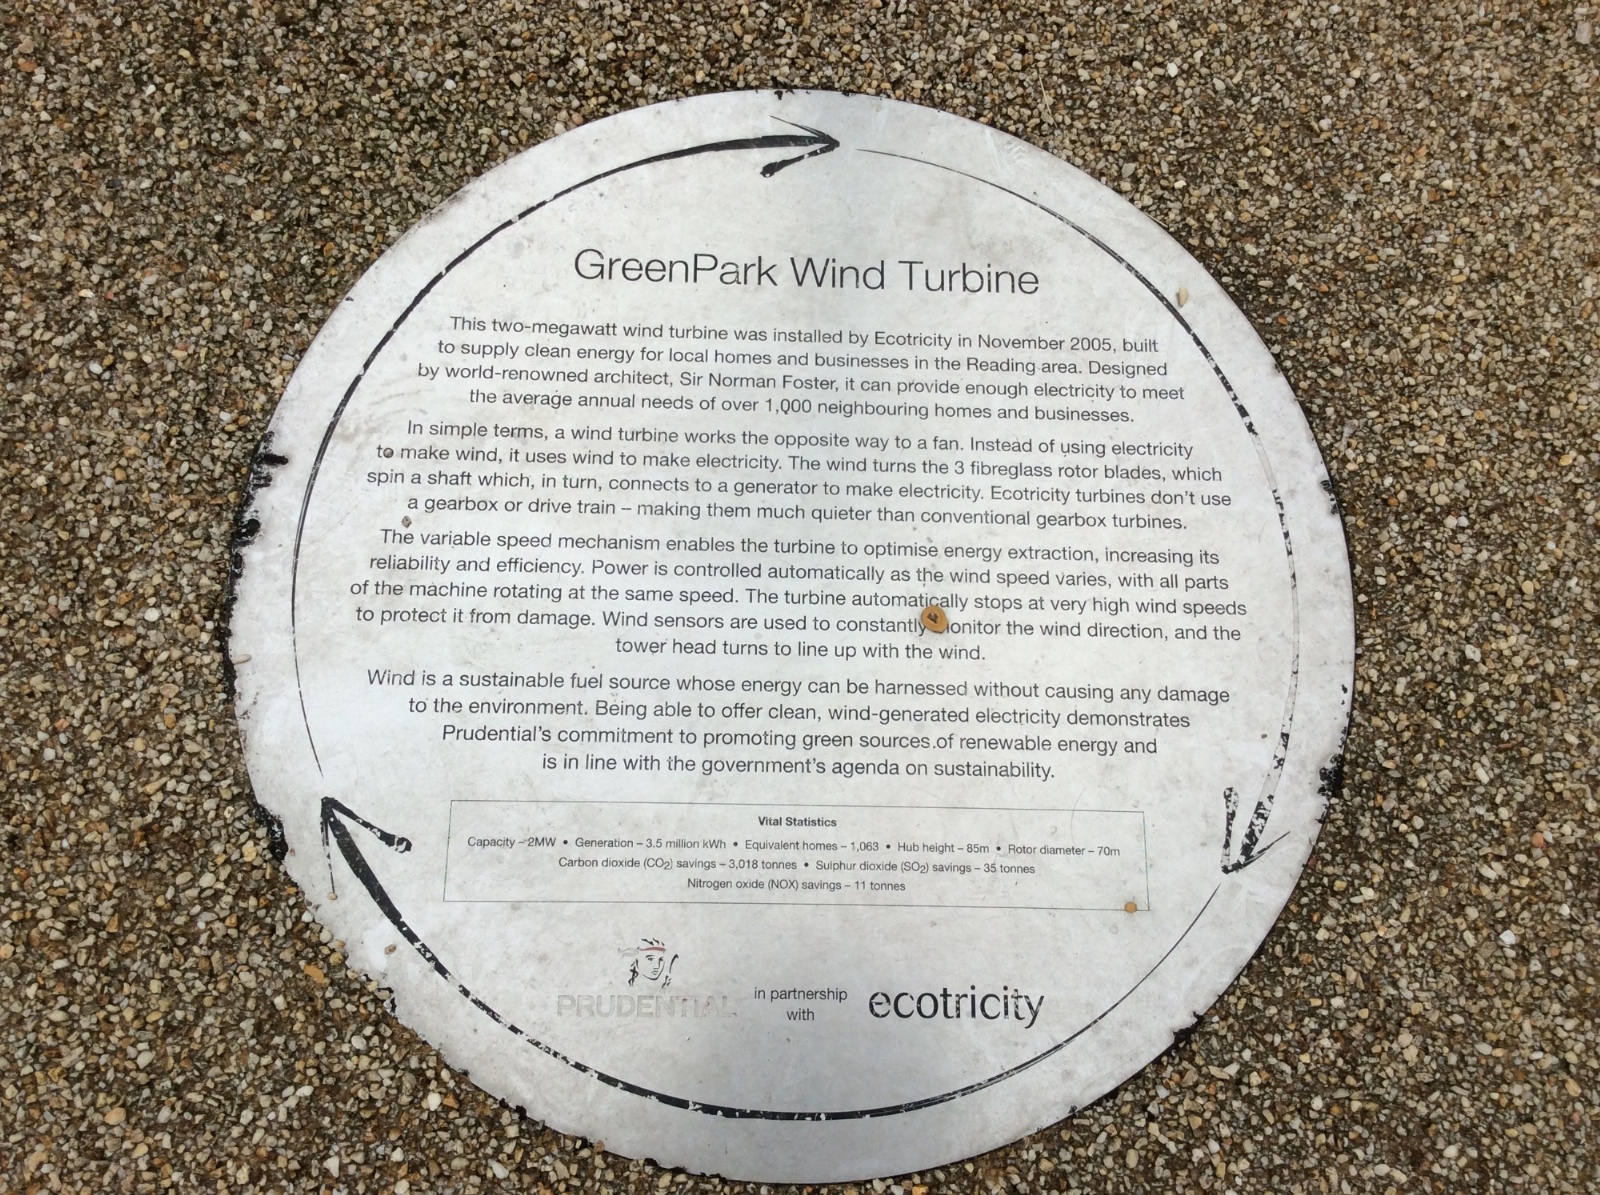 GreenPark Wind Turbine
This two-megawatt wind turbine was installed by Ecotricity in November 2005, built
to supply clean energy for local homes and businesses in the Reading area. Designed
by world-renowned architect, Sir Norman Foster, it can provide enough electricity to meet
the average annual needs of over 1,000 neighbouring homes and businesses.
In simple terms, a wind turbine works the opposite way to a fan. Instead of using electricity
to make wind, it uses wind to make electricity. The wind turns the 3 fibreglass rotor blades, which
spin a shaft which, in turn, connects to a generator to make electricity. Ecotricity turbines don't use
a gearbox or drive train – making them much quieter than conventional gearbox turbines.
The variable speed mechanism enables the turbine to optimise energy extraction, increasing its
reliability and efficiency. Power is controlled automatically as the wind speed varies, with all parts
of the machine rotating at the same speed. The turbine automatically stops at very high wind speeds
to protect it from damage. Wind sensors are used to constantly monitor the wind direction, and the
tower head turns to line up with the wind.
Wind is a sustainable fuel source whose energy can be harnessed without causing any damage
to the environment. Being able to offer clean, wind-generated electricity demonstrates
Prudential's commitment to promoting green sources of renewable energy and
is in line with the government's agenda on sustainability.
Vital Statistics
Capacity – 2MW • Generation – 3.5 million kWh • Equivalent homes – 1,063 • Hub height – 85m • Rotor diameter – 70m
Carbon dioxide (CO2) savings – 3,018 tonnes • Sulphur dioxide (SO2) savings – 35 tonnes
Nitrogen oxide (NOX) savings – 11 tonnes
PRUDENTIAL in partnership with ecotricity